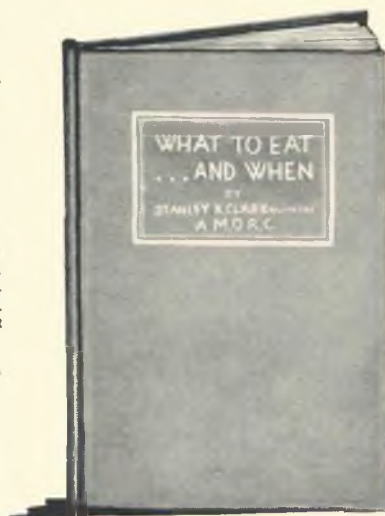 WHAT TO EAT
... AND WHEN
BY
STANLEY K. CLARK
A M.O.R.C.